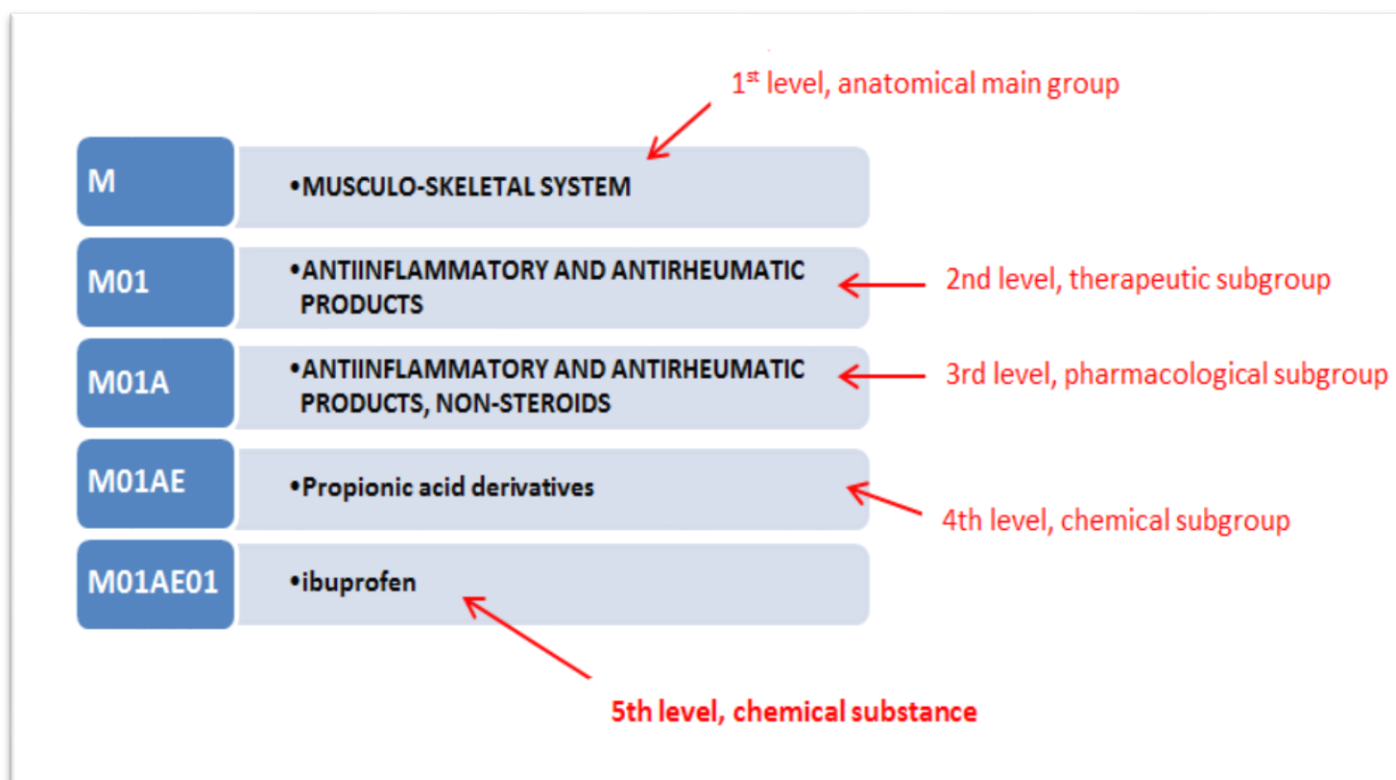 1st level, anatomical main group
M
•MUSCULO-SKELETAL SYSTEM
M01
•ANTIINFLAMMATORY AND ANTIRHEUMATIC
PRODUCTS
2nd level, therapeutic subgroup
M01A
•ANTIINFLAMMATORY AND ANTIRHEUMATIC
PRODUCTS, NON-STEROIDS
3rd level, pharmacological subgroup
M01AE
•Propionic acid derivatives
4th level, chemical subgroup
M01AE01
•ibuprofen
5th level, chemical substance